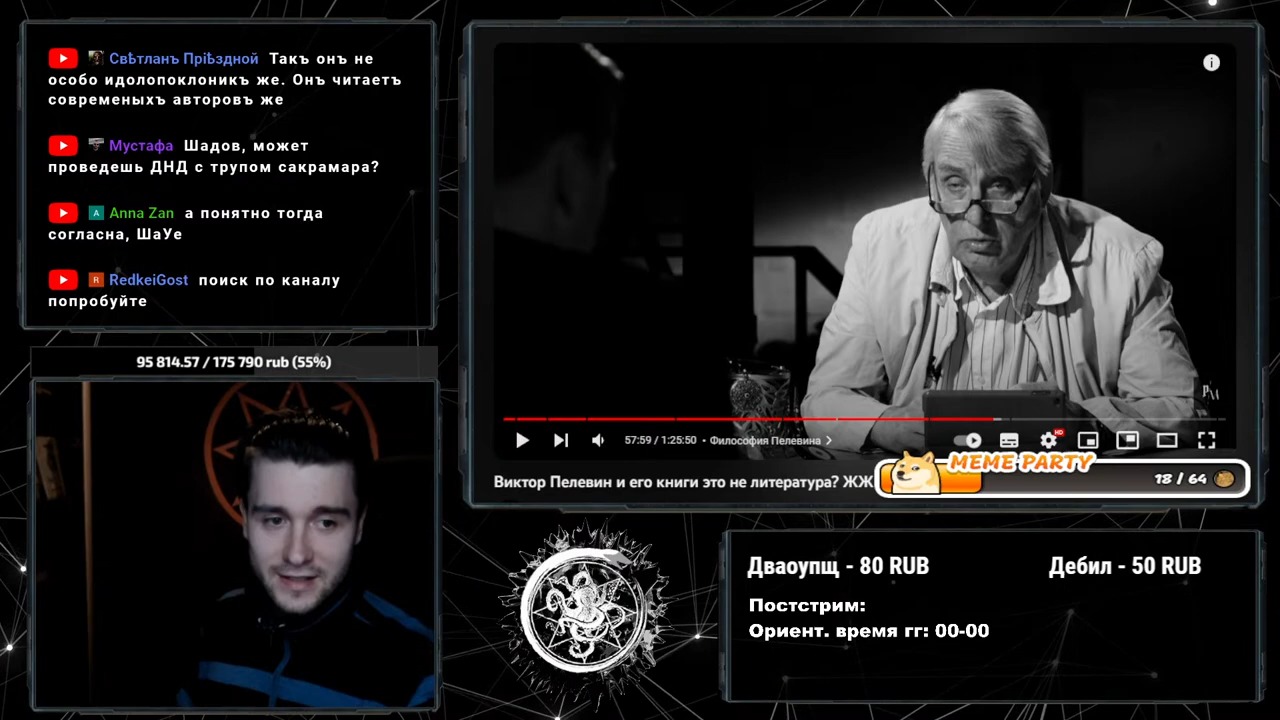 Свѣтланъ Прiѣздной Такъ онъ не
особо идолопоклоникъ же. Онъ читаетъ
современыхъ авторовъ же
Мустафа Шадов, может
проведешь ДНД с трупом сакрамара?
A Anna Zan а понятно тогда
согласна, ШаУе
R RedkeiGost поиск по каналу
попробуйте
95 814.57 / 175 790 rub (55%)
57:59 / 1:25:50 • Философия Пелевина
HD
Виктор Пелевин и его книги это не литература? ЖЖ
MEME PARTY
18 / 64
Дваоупщ - 80 RUB
Дебил - 50 RUB
Постстрим:
Ориент. время гг: 00-00